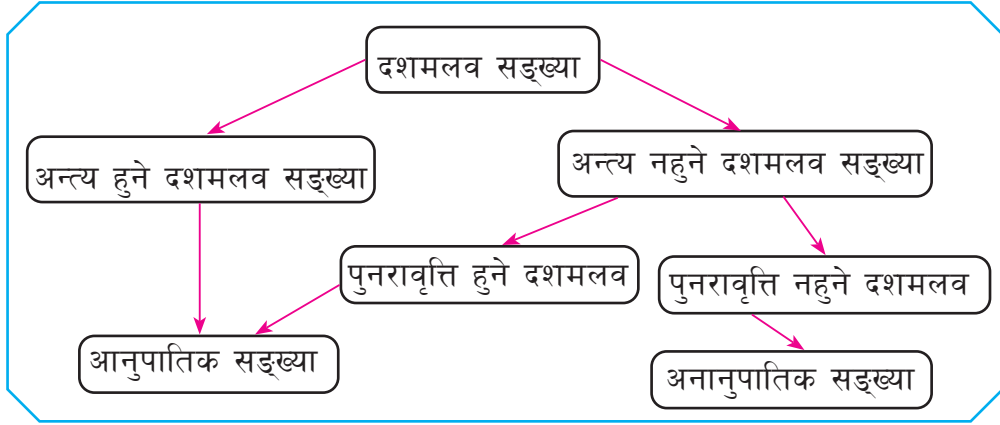 दशमलव सङ्ख्या
अन्त्य हुने दशमलव सङ्ख्या
अन्त्य नहुने दशमलव सङ्ख्या
पुनरावृत्ति हुने दशमलव
पुनरावृत्ति नहुने दशमलव
आनुपातिक सङ्ख्या
अनानुपातिक सङ्ख्या